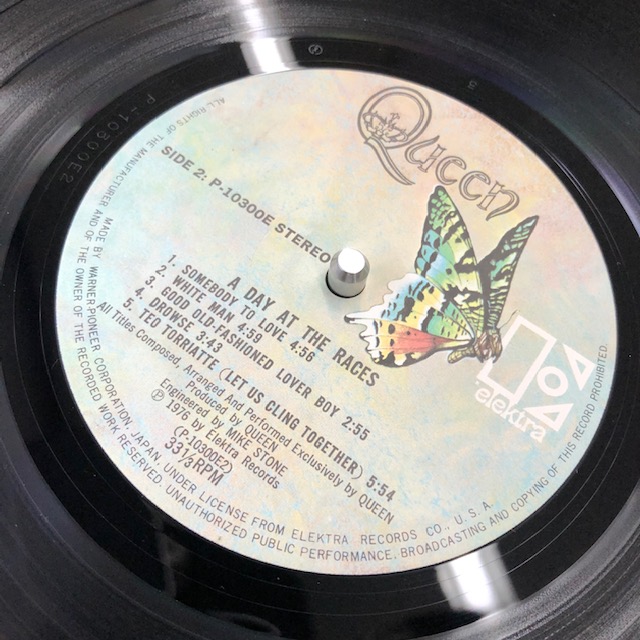 P-10300E2
QUEEN
SIDE 2: P-10300E STEREO
A DAY AT THE RACES
1. SOMEBODY TO LOVE 4:56
2. WHITE MAN 4:59
3. GOOD OLD-FASHIONED LOVER BOY 2:55
4. DROWSE 3:43
5. TEO TORRIATTE (LET US CLING TOGETHER) 5:54
All Titles Composed, Arranged And Performed Exclusively by QUEEN
Produced by QUEEN
Engineered by MIKE STONE
℗ 1976 by Elektra Records
(P-10300E2)
33 1/3 RPM
elektra
ALL RIGHTS OF THE MANUFACTURER AND OF THE OWNER OF THE RECORDED WORK RESERVED. UNAUTHORIZED PUBLIC PERFORMANCE, BROADCASTING AND COPYING OF THIS RECORD PROHIBITED.
MADE BY WARNER-PIONEER CORPORATION, JAPAN, UNDER LICENSE FROM ELEKTRA RECORDS CO., U.S.A.